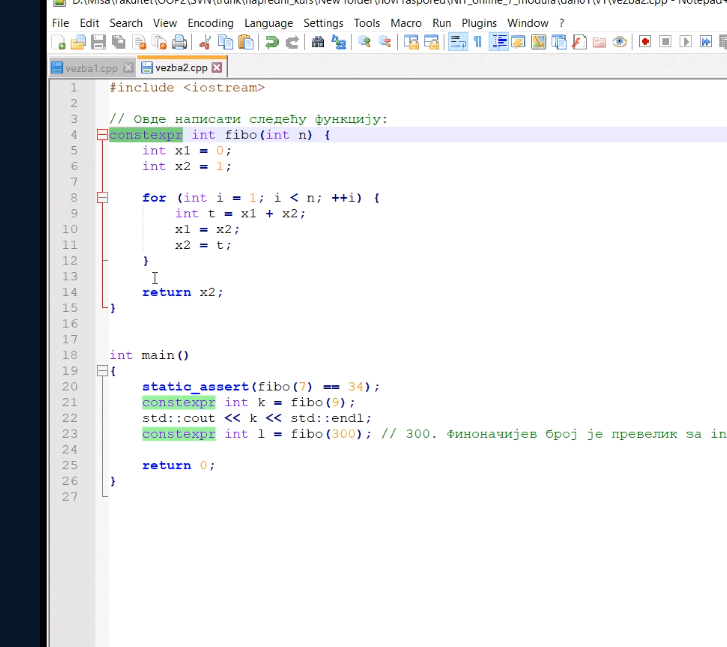 D:\Misa\Fakultet\OOP2\SVN\trunk\napredni_kurs\New folder\novi raspored\NH_online_7_modula\dan01\V1\vezba2.cpp - Notepad+
File Edit Search View Encoding Language Settings Tools Macro Run Plugins Window ?
vezba1.cpp vezba2.cpp
1 #include <iostream>
2
3 // Овде написати следећу функцију:
4 constexpr int fibo(int n) {
5 int x1 = 0;
6 int x2 = 1;
7
8 for (int i = 1; i < n; ++i) {
9 int t = x1 + x2;
10 x1 = x2;
11 x2 = t;
12 }
13
14 return x2;
15 }
16
17
18 int main()
19 {
20 static_assert(fibo(7) == 34);
21 constexpr int k = fibo(9);
22 std::cout << k << std::endl;
23 constexpr int l = fibo(300); // 300. Финоначијев број је превелик за in
24
25 return 0;
26 }
27